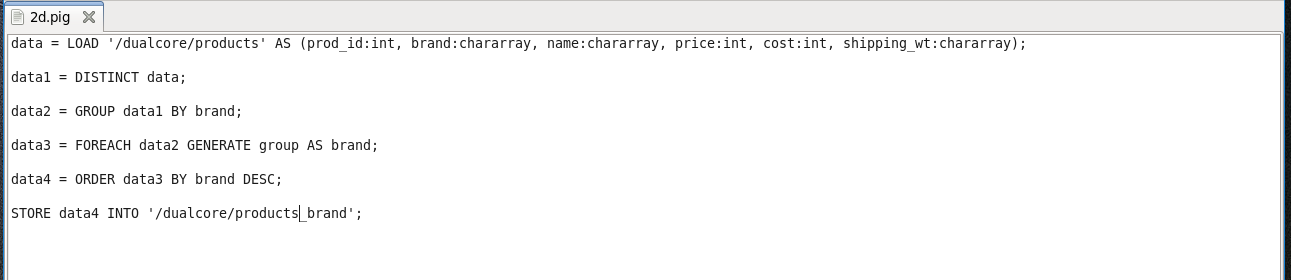 2d.pig
data = LOAD '/dualcore/products' AS (prod_id:int, brand:chararray, name:chararray, price:int, cost:int, shipping_wt:chararray);
data1 = DISTINCT data;
data2 = GROUP data1 BY brand;
data3 = FOREACH data2 GENERATE group AS brand;
data4 = ORDER data3 BY brand DESC;
STORE data4 INTO '/dualcore/products_brand';